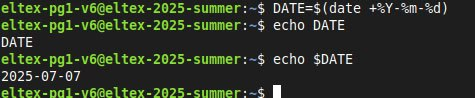 eltex-pg1-v6@eltex-2025-summer:~$ DATE=$(date +%Y-%m-%d)
eltex-pg1-v6@eltex-2025-summer:~$ echo DATE
DATE
eltex-pg1-v6@eltex-2025-summer:~$ echo $DATE
2025-07-07
eltex-pg1-v6@eltex-2025-summer:~$